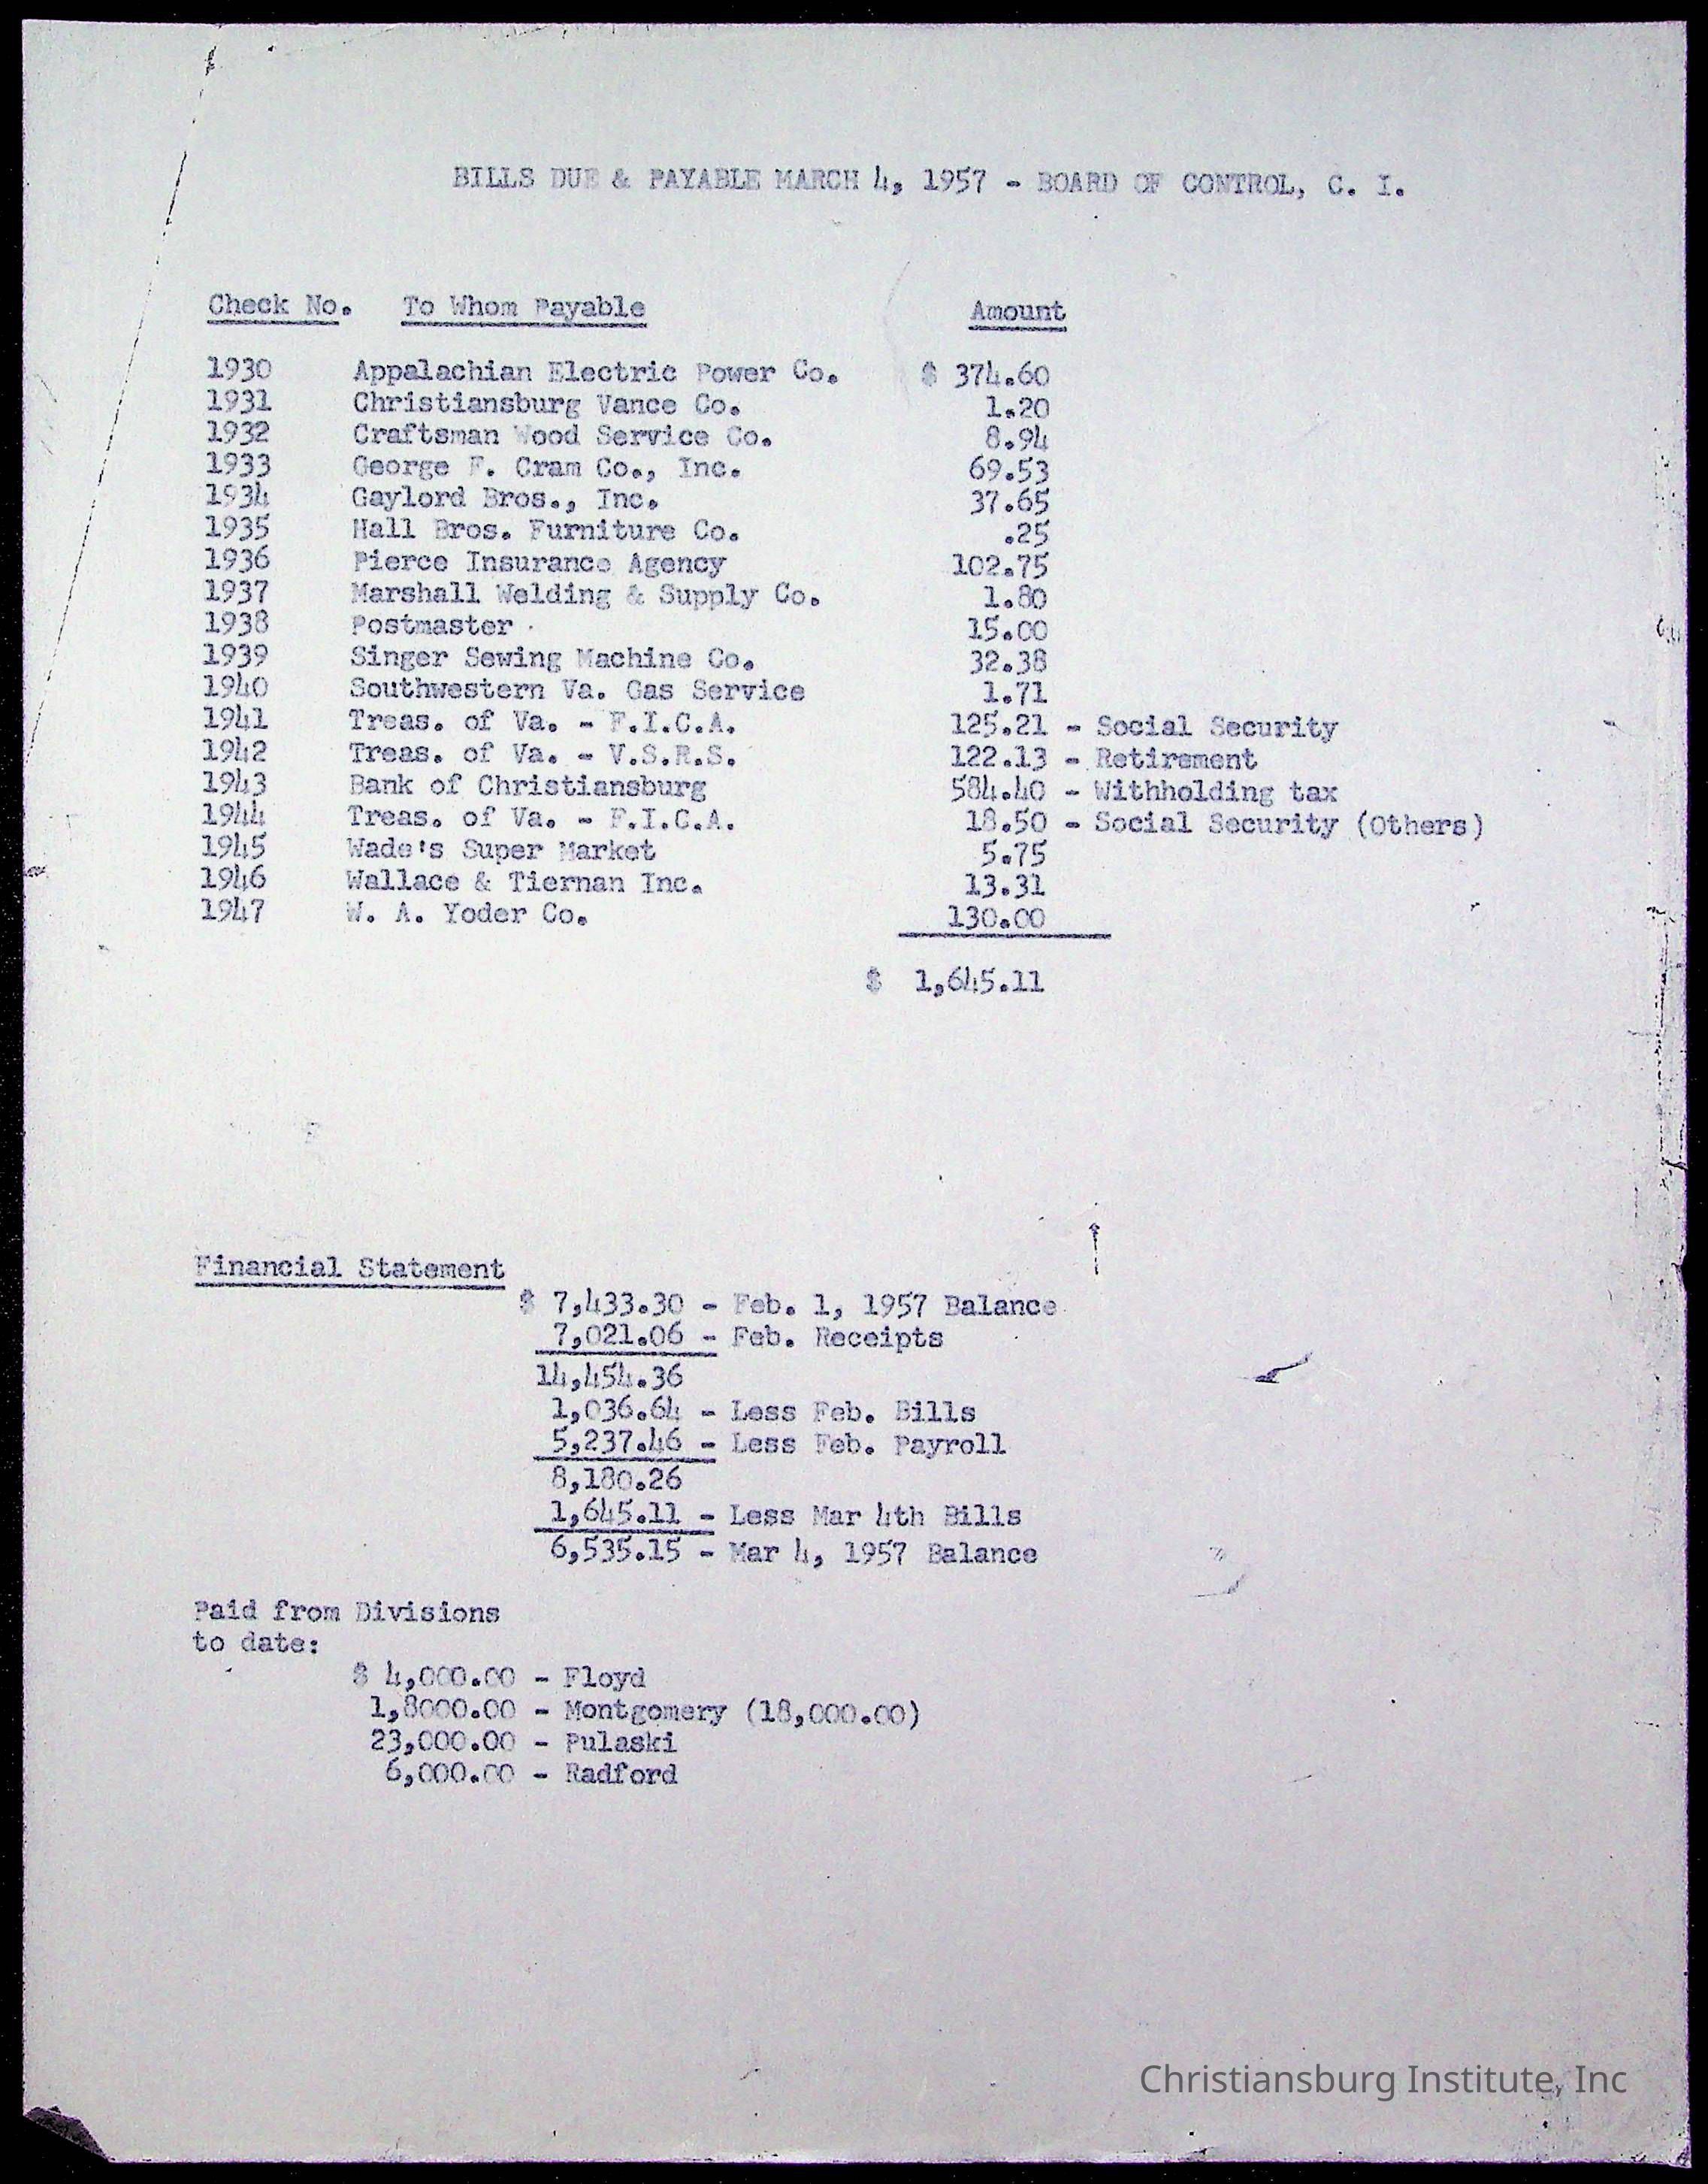 BILLS DUE & PAYABLE MARCH 4, 1957 - BOARD OF CONTROL, C. I.
Check No. To Whom Payable Amount
1930 Appalachian Electric Power Co. $ 374.60
1931 Christiansburg Vance Co. 1.20
1932 Craftsman Wood Service Co. 8.94
1933 George F. Cram Co., Inc. 69.53
1934 Gaylord Bros., Inc. 37.65
1935 Hall Bros. Furniture Co. .25
1936 Pierce Insurance Agency 102.75
1937 Marshall Welding & Supply Co. 1.80
1938 Postmaster 15.00
1939 Singer Sewing Machine Co. 32.38
1940 Southwestern Va. Gas Service 1.71
1941 Treas. of Va. - F.I.C.A. 125.21 - Social Security
1942 Treas. of Va. - V.S.R.S. 122.13 - Retirement
1943 Bank of Christiansburg 584.40 - Withholding tax
1944 Treas. of Va. - F.I.C.A. 18.50 - Social Security (Others)
1945 Wade's Super Market 5.75
1946 Wallace & Tiernan Inc. 13.31
1947 W. A. Yoder Co. 130.00
$ 1,645.11
Financial Statement
$ 7,433.30 - Feb. 1, 1957 Balance
7,021.06 - Feb. Receipts
14,454.36
1,036.64 - Less Feb. Bills
5,237.46 - Less Feb. Payroll
8,180.26
1,645.11 - Less Mar 4th Bills
6,535.15 - Mar 4, 1957 Balance
Paid from Divisions
to date:
$ 4,000.00 - Floyd
1,8000.00 - Montgomery (18,000.00)
23,000.00 - Pulaski
6,000.00 - Radford
Christiansburg Institute, Inc